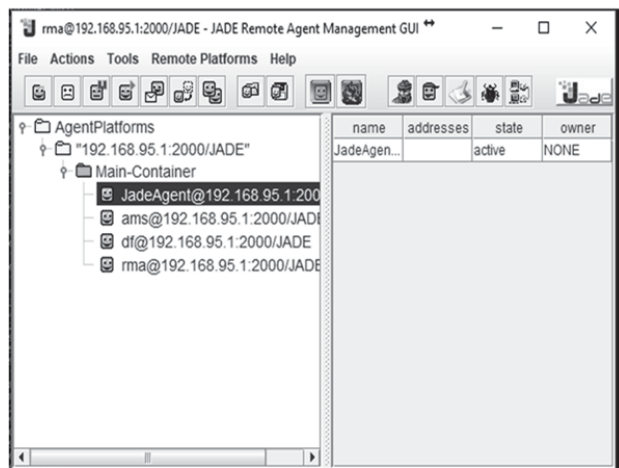 rma@192.168.95.1:2000/JADE - JADE Remote Agent Management GUI
File Actions Tools Remote Platforms Help
Jade
AgentPlatforms
"192.168.95.1:2000/JADE"
Main-Container
JadeAgent@192.168.95.1:200
ams@192.168.95.1:2000/JADE
df@192.168.95.1:2000/JADE
rma@192.168.95.1:2000/JADE
name addresses state owner
JadeAgen... active NONE